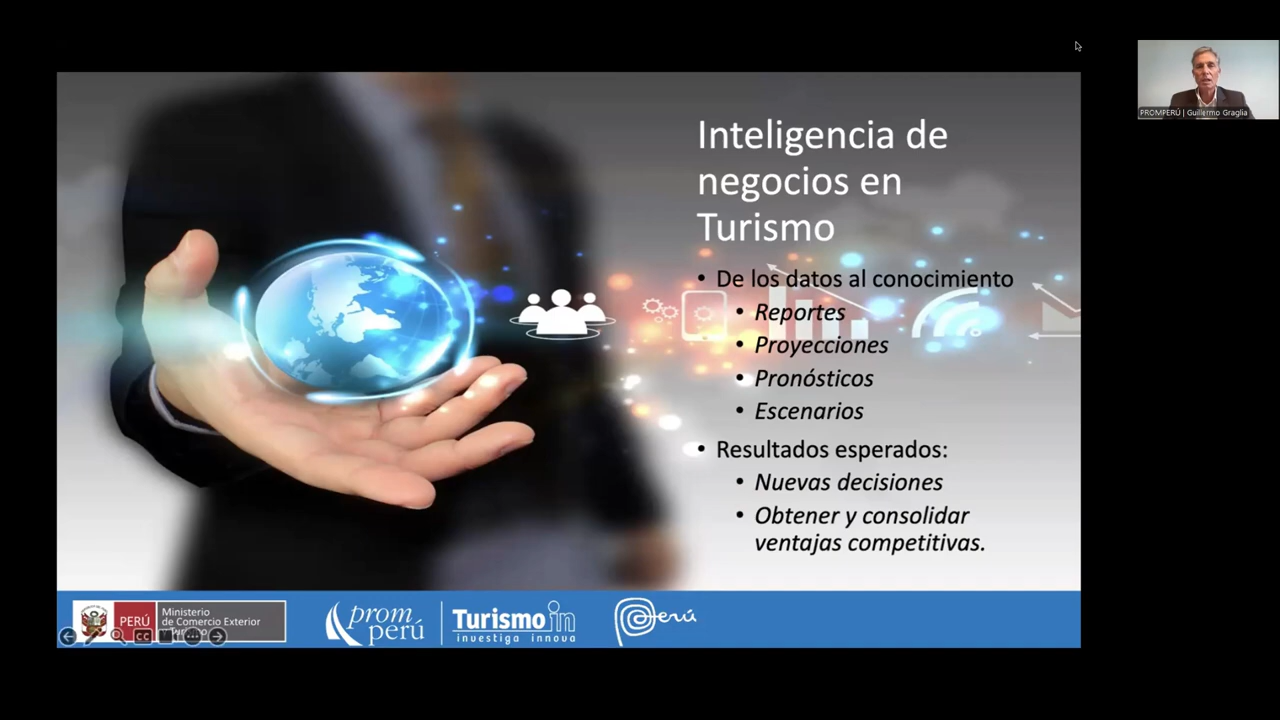 PROMPERÚ | Guillermo Graglia
Inteligencia de
negocios en
Turismo
• De los datos al conocimiento
• Reportes
• Proyecciones
• Pronósticos
• Escenarios
• Resultados esperados:
• Nuevas decisiones
• Obtener y consolidar
ventajas competitivas.
PERÚ
Ministerio
de Comercio Exterior
y Turismo
prom
perú
Turismo in
investiga innova
Perú
CC